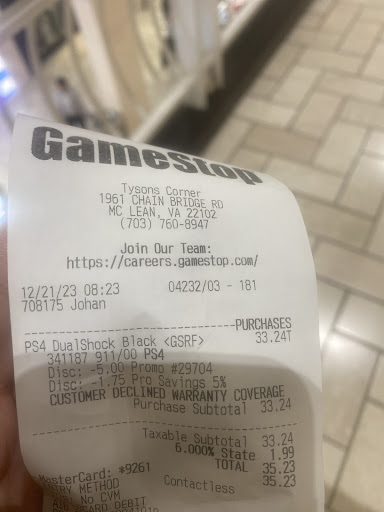 GameStop
Tysons Corner
1961 CHAIN BRIDGE RD
MC LEAN, VA 22102
(703) 760-8947
Join Our Team:
https://careers.gamestop.com/
12/21/23 08:23 04232/03 - 181
708175 Johan
PURCHASES
PS4 DualShock Black <GSRF> 33.24T
341187 911/00 PS4
Disc: -5.00 Promo #29704
Disc: -1.75 Pro Savings 5%
CUSTOMER DECLINED WARRANTY COVERAGE
Purchase Subtotal 33.24
Taxable Subtotal 33.24
6.000% State 1.99
TOTAL 35.23
MasterCard: *9261 35.23
METHOD Contactless
No CVM
DEBIT